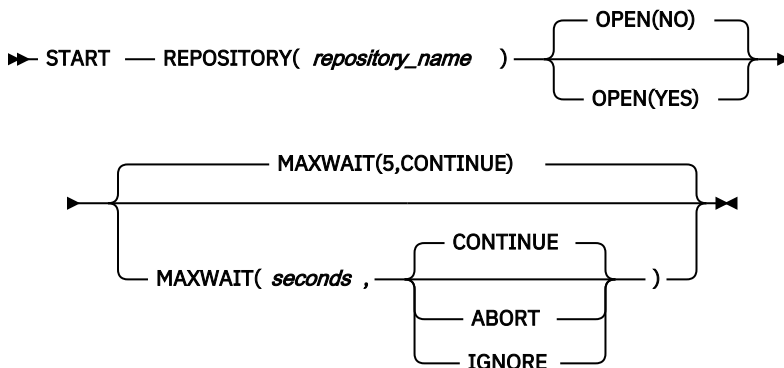 OPEN(NO)
START REPOSITORY( repository_name )
OPEN(YES)
MAXWAIT(5,CONTINUE)
CONTINUE
MAXWAIT( seconds , )
ABORT
IGNORE